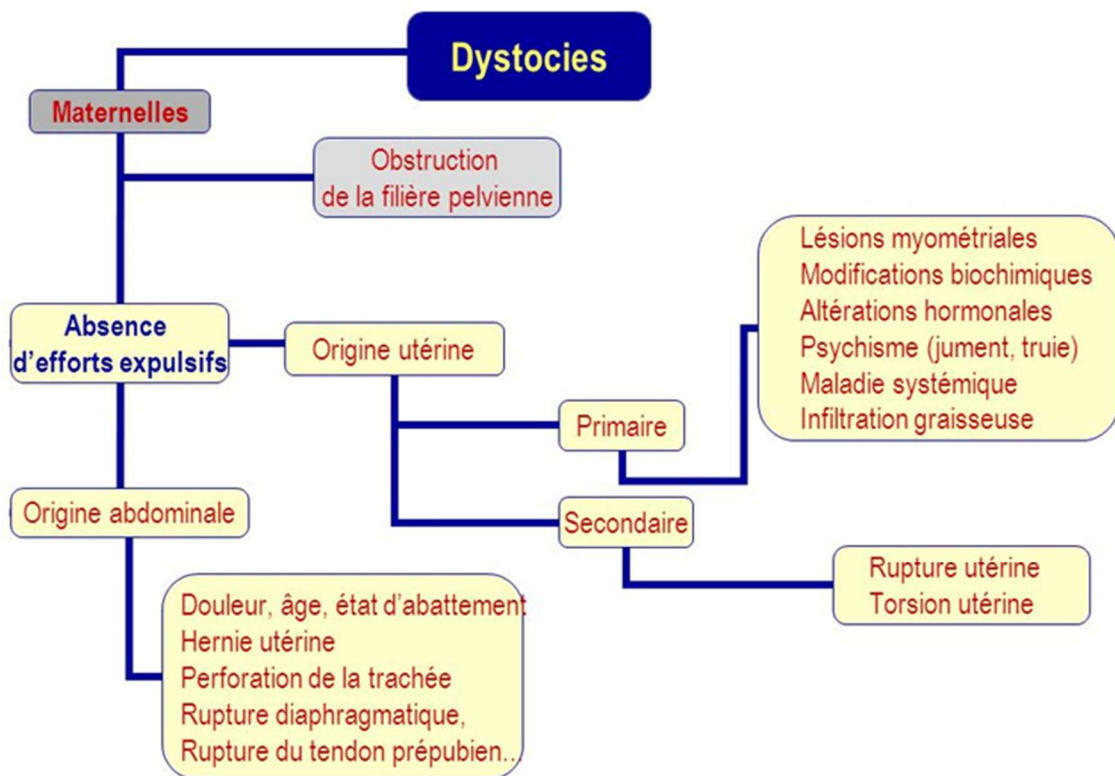 Dystocies
Maternelles
Obstruction
de la filière pelvienne
Absence
d'efforts expulsifs
Origine utérine
Primaire
Lésions myométriales
Modifications biochimiques
Altérations hormonales
Psychisme (jument, truie)
Maladie systémique
Infiltration graisseuse
Secondaire
Rupture utérine
Torsion utérine
Origine abdominale
Douleur, âge, état d'abattement
Hernie utérine
Perforation de la trachée
Rupture diaphragmatique,
Rupture du tendon prépubien...